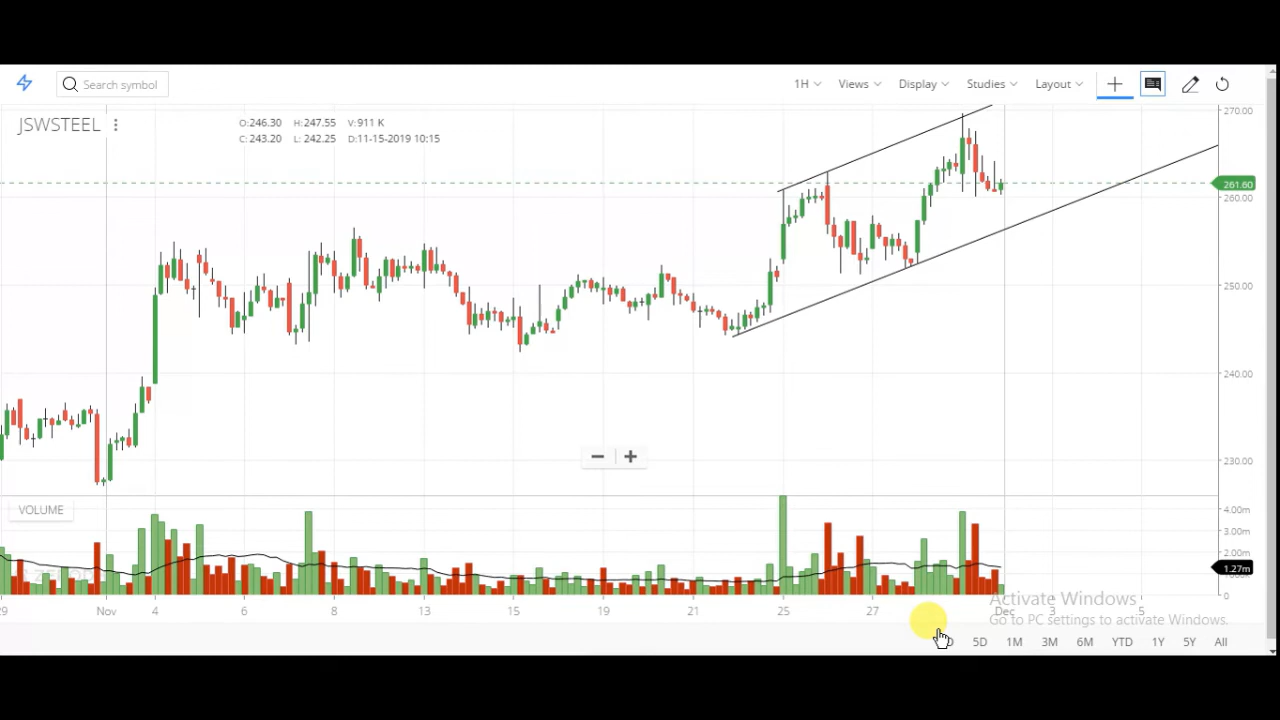 Search symbol 1H Views Display Studies Layout
JSWSTEEL
O:246.30 H:247.55 V:911 K
C:243.20 L: 242.25 D:11-15-2019 10:15
270.00
261.60
260.00
250.00
240.00
230.00
VOLUME
4.00m
3.00m
2.00m
1.27m
0
29 Nov 4 6 8 13 15 19 21 25 27 Dec 3 5
Activate Windows
Go to PC settings to activate Windows.
5D 1M 3M 6M YTD 1Y 5Y All